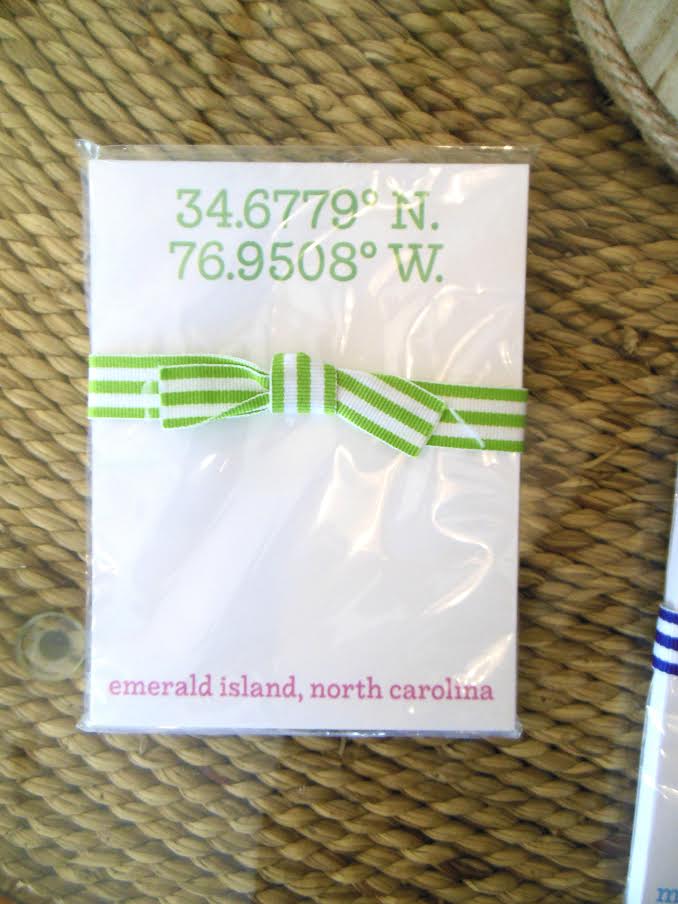 34.6779° N.
76.9508° W.
emerald island, north carolina
m